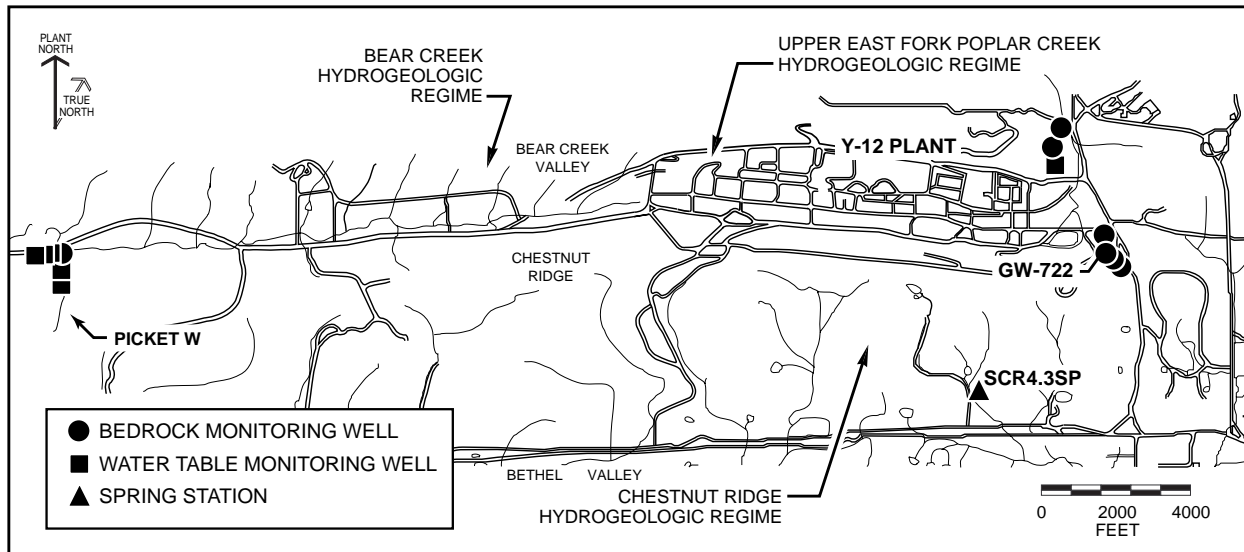 PLANT
NORTH
TRUE
NORTH
BEAR CREEK
HYDROGEOLOGIC
REGIME
UPPER EAST FORK POPLAR CREEK
HYDROGEOLOGIC REGIME
BEAR CREEK
VALLEY
Y-12 PLANT
CHESTNUT
RIDGE
GW-722
PICKET W
SCR4.3SP
BEDROCK MONITORING WELL
WATER TABLE MONITORING WELL
SPRING STATION
BETHEL VALLEY
CHESTNUT RIDGE
HYDROGEOLOGIC REGIME
0 2000 4000
FEET